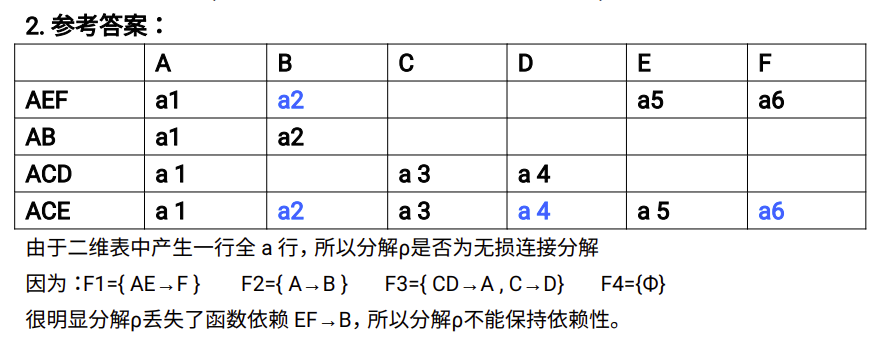 2. 参考答案：
A B C D E F
AEF a1 a2 a5 a6
AB a1 a2
ACD a 1 a 3 a 4
ACE a 1 a2 a 3 a 4 a 5 a6
由于二维表中产生一行全 a 行，所以分解ρ是否为无损连接分解
因为：F1={ AE→F } F2={ A→B } F3={ CD→A , C→D} F4={Φ}
很明显分解ρ丢失了函数依赖 EF→B，所以分解ρ不能保持依赖性。